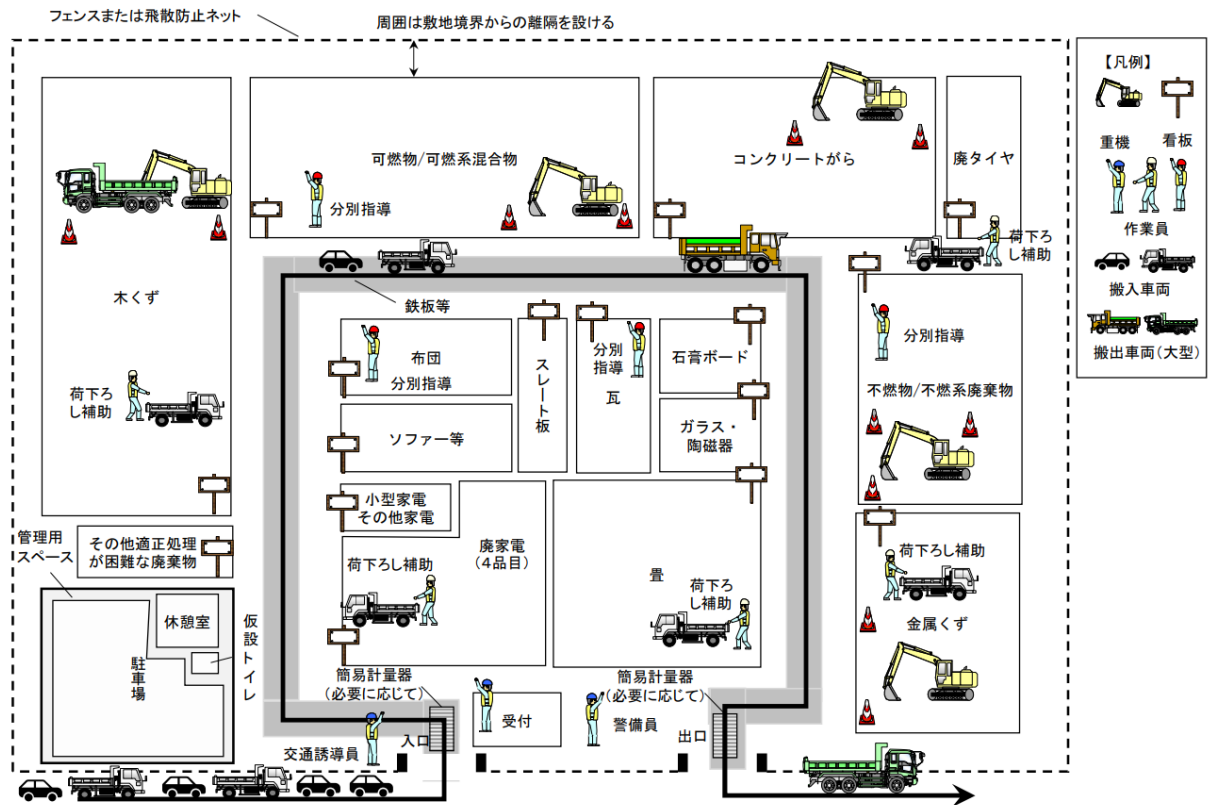 フェンスまたは飛散防止ネット
周囲は敷地境界からの離隔を設ける
【凡例】
重機
看板
作業員
搬入車両
搬出車両(大型)
可燃物/可燃系混合物
分別指導
コンクリートがら
廃タイヤ
荷下ろ
し補助
木くず
鉄板等
布団
分別指導
スレート板
分別
指導
瓦
石膏ボード
分別指導
不燃物/不燃系廃棄物
荷下ろ
し補助
ソファー等
ガラス・
陶磁器
小型家電
その他家電
廃家電
(4品目)
荷下ろし補助
畳
荷下ろ
し補助
荷下ろし補助
金属くず
管理用
スペース
その他適正処理
が困難な廃棄物
休憩室
仮設トイレ
駐車場
簡易計量器
(必要に応じて)
簡易計量器
(必要に応じて)
受付
警備員
入口
出口
交通誘導員